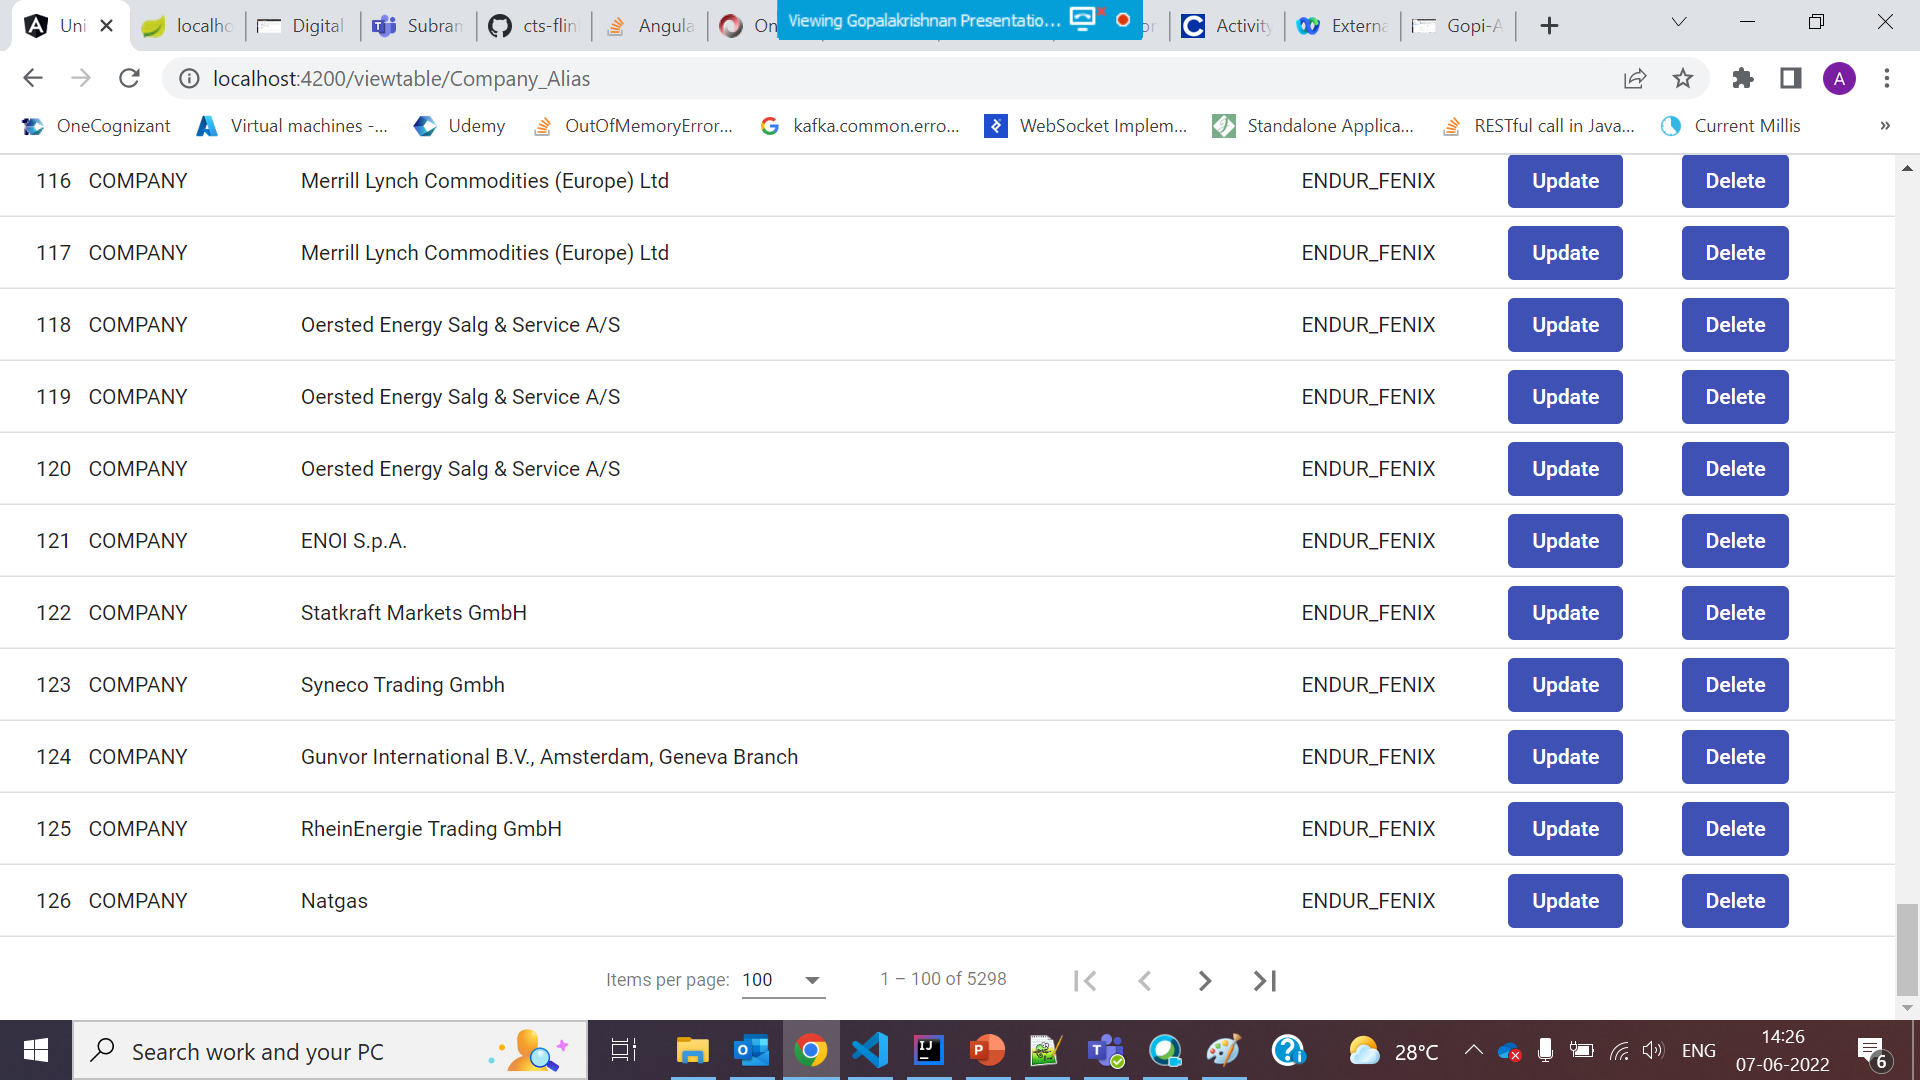 Uni
localho
Digital
Subran
cts-flin
Angula
On
Viewing Gopalakrishnan Presentatio...
or
Activity
Externa
Gopi-A
localhost:4200/viewtable/Company_Alias
A
OneCognizant
Virtual machines -...
Udemy
OutOfMemoryError...
kafka.common.erro...
WebSocket Implem...
Standalone Applica...
RESTful call in Java...
Current Millis
»
116 COMPANY Merrill Lynch Commodities (Europe) Ltd ENDUR_FENIX Update Delete
117 COMPANY Merrill Lynch Commodities (Europe) Ltd ENDUR_FENIX Update Delete
118 COMPANY Oersted Energy Salg & Service A/S ENDUR_FENIX Update Delete
119 COMPANY Oersted Energy Salg & Service A/S ENDUR_FENIX Update Delete
120 COMPANY Oersted Energy Salg & Service A/S ENDUR_FENIX Update Delete
121 COMPANY ENOI S.p.A. ENDUR_FENIX Update Delete
122 COMPANY Statkraft Markets GmbH ENDUR_FENIX Update Delete
123 COMPANY Syneco Trading Gmbh ENDUR_FENIX Update Delete
124 COMPANY Gunvor International B.V., Amsterdam, Geneva Branch ENDUR_FENIX Update Delete
125 COMPANY RheinEnergie Trading GmbH ENDUR_FENIX Update Delete
126 COMPANY Natgas ENDUR_FENIX Update Delete
Items per page: 100 1 – 100 of 5298
Search work and your PC
28°C
ENG
14:26
07-06-2022
6